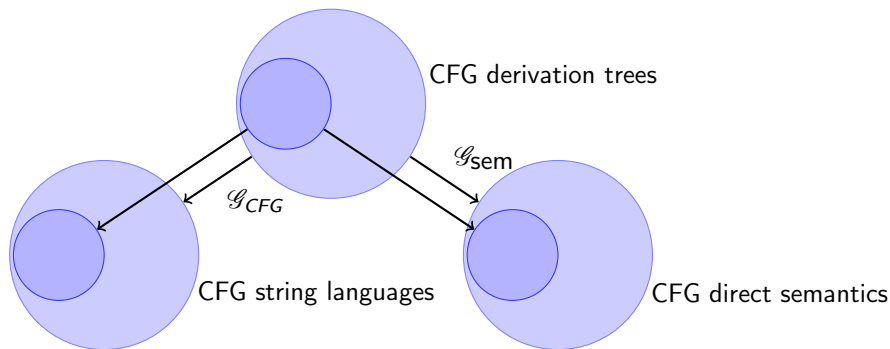 CFG derivation trees
𝒢sem
𝒢CFG
CFG string languages
CFG direct semantics